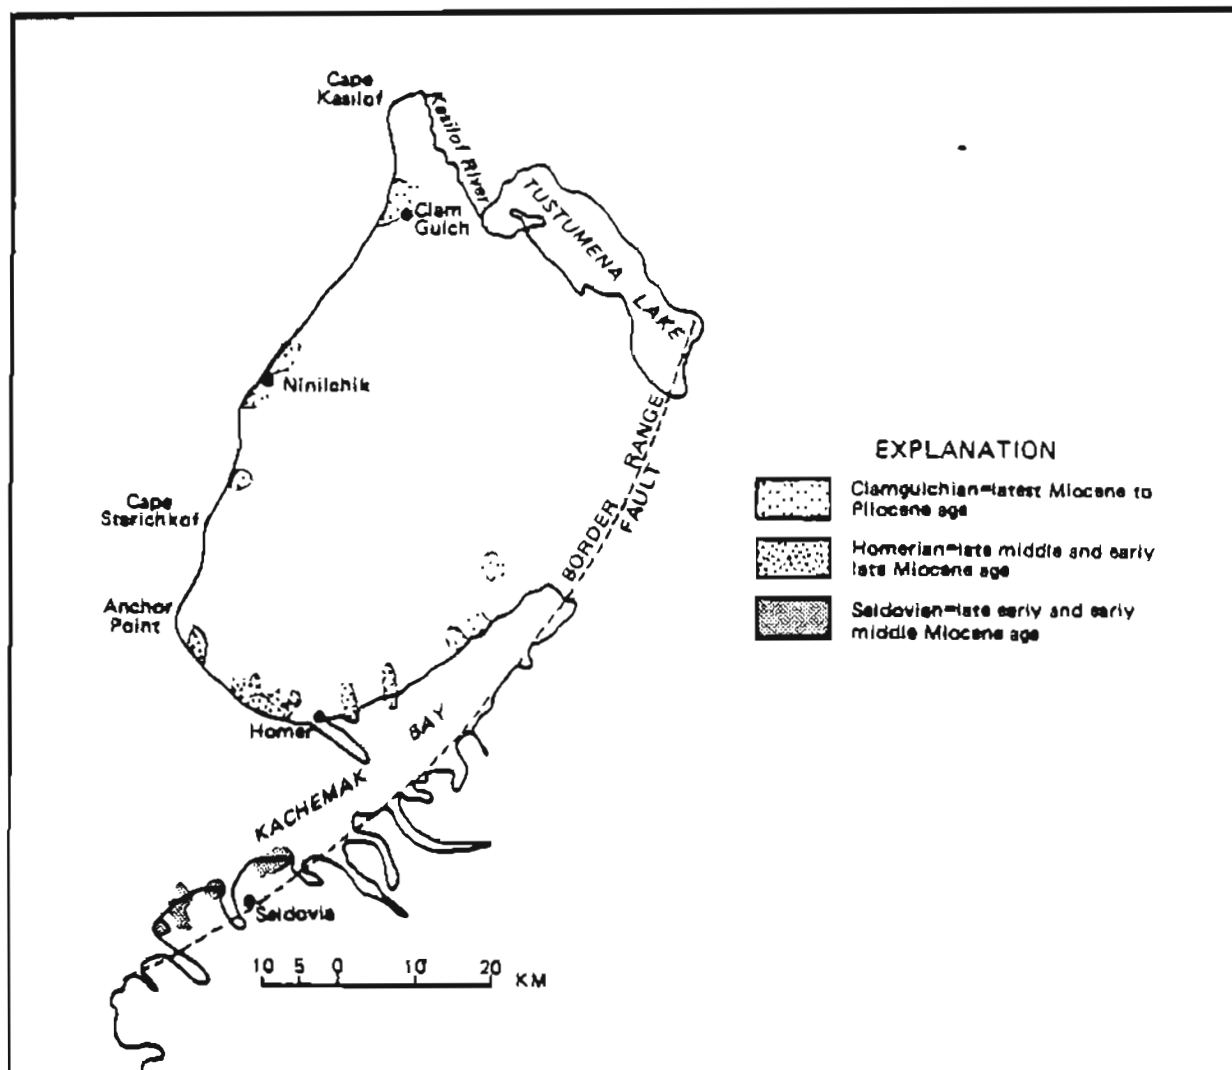 Cape
Kasilof
Kasilof River
Clam
Gulch
TUSTUMENA LAKE
Ninilchik
Cape
Starichkof
BORDER RANGE
FAULT
Anchor
Point
Homer
KACHEMAK BAY
Seldovia
10 5 0 10 20
KM
EXPLANATION
Clamgulchian=latest Miocene to
Pliocene age
Homerian=late middle and early
late Miocene age
Seldovian=late early and early
middle Miocene age